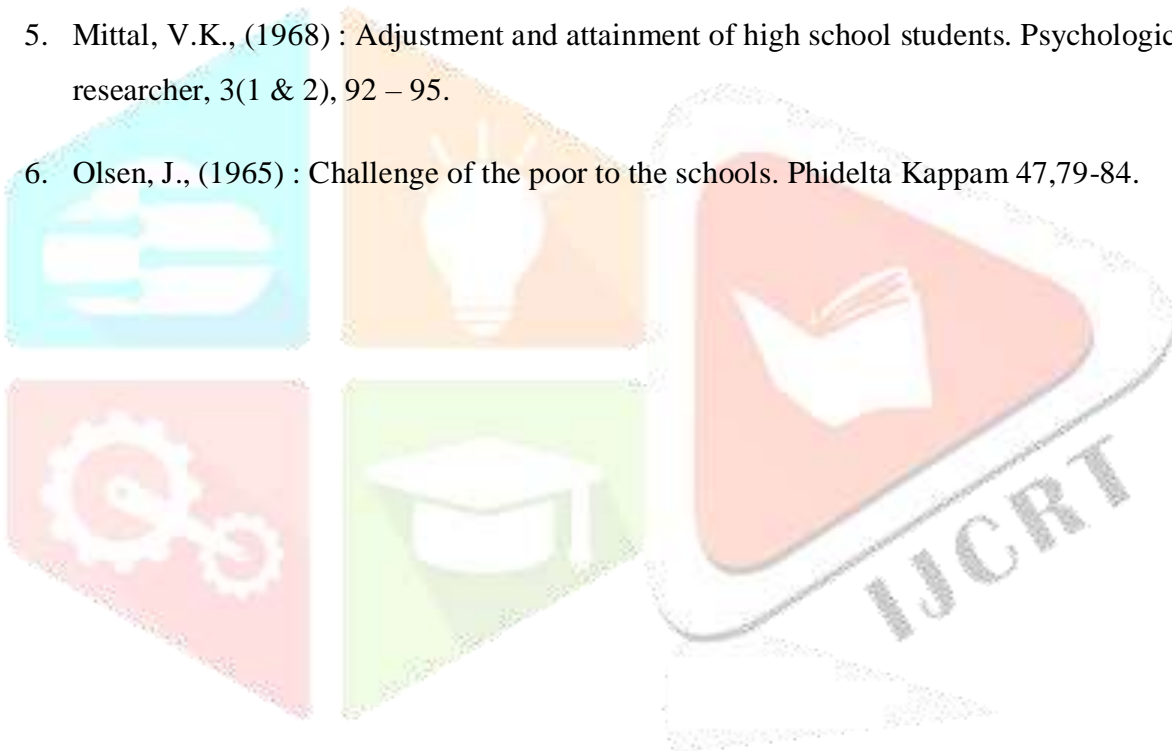 5. Mittal, V.K., (1968) : Adjustment and attainment of high school students. Psychologic
researcher, 3(1 & 2), 92 – 95.
6. Olsen, J., (1965) : Challenge of the poor to the schools. Phidelta Kappam 47,79-84.
IJCRT